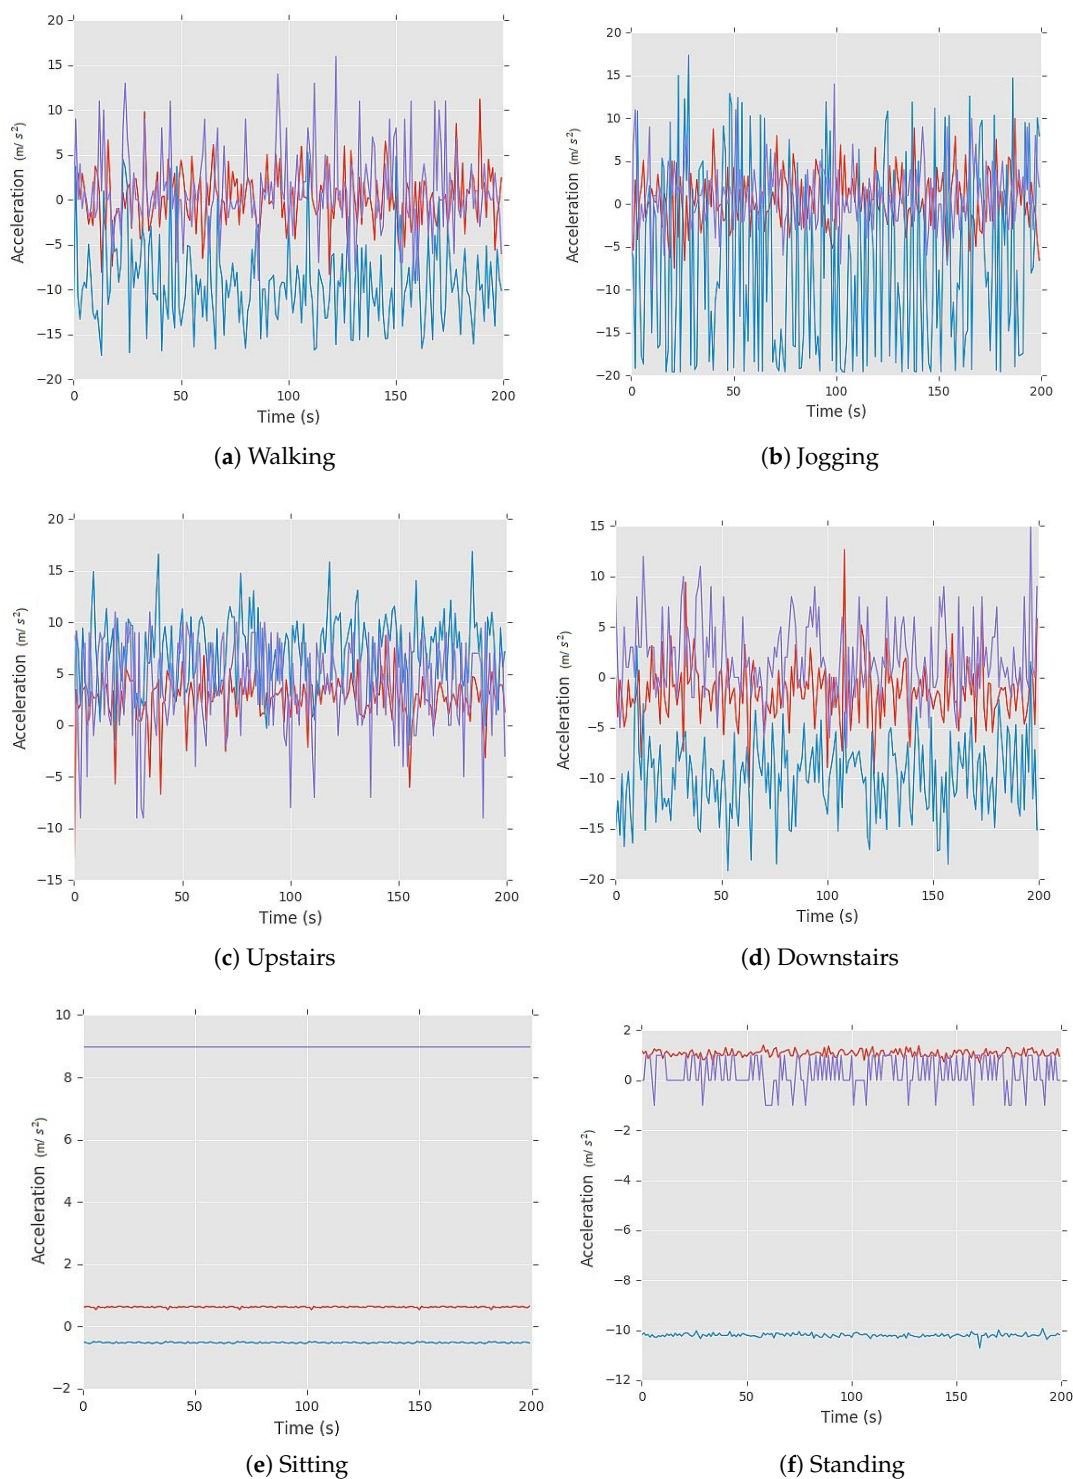 20
15
10
5
0
−5
−10
−15
−20
Acceleration (m/ s²)
0 50 100 150 200
Time (s)
(a) Walking
20
15
10
5
0
−5
−10
−15
−20
Acceleration (m/ s²)
0 50 100 150 200
Time (s)
(b) Jogging
20
15
10
5
0
−5
−10
−15
Acceleration (m/ s²)
0 50 100 150 200
Time (s)
(c) Upstairs
15
10
5
0
−5
−10
−15
−20
Acceleration (m/ s²)
0 50 100 150 200
Time (s)
(d) Downstairs
10
8
6
4
2
0
−2
Acceleration (m/ s²)
0 50 100 150 200
Time (s)
(e) Sitting
2
0
−2
−4
−6
−8
−10
−12
Acceleration (m/ s²)
0 50 100 150 200
Time (s)
(f) Standing